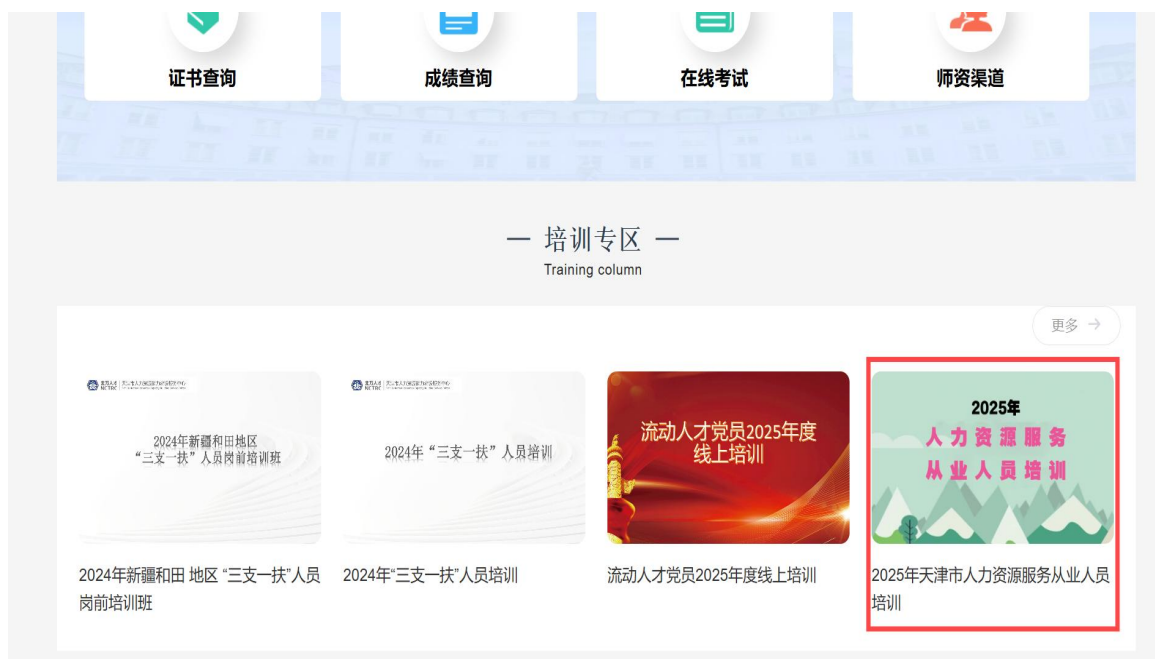 证书查询
成绩查询
在线考试
师资渠道
— 培训专区 —
Training column
更多 →
2024年新疆和田地区
“三支一扶”人员岗前培训班
2024年“三支一扶”人员培训
流动人才党员2025年度
线上培训
2025年
人力资源服务
从业人员培训
2024年新疆和田 地区 “三支一扶”人员
岗前培训班
2024年“三支一扶”人员培训
流动人才党员2025年度线上培训
2025年天津市人力资源服务从业人员
培训